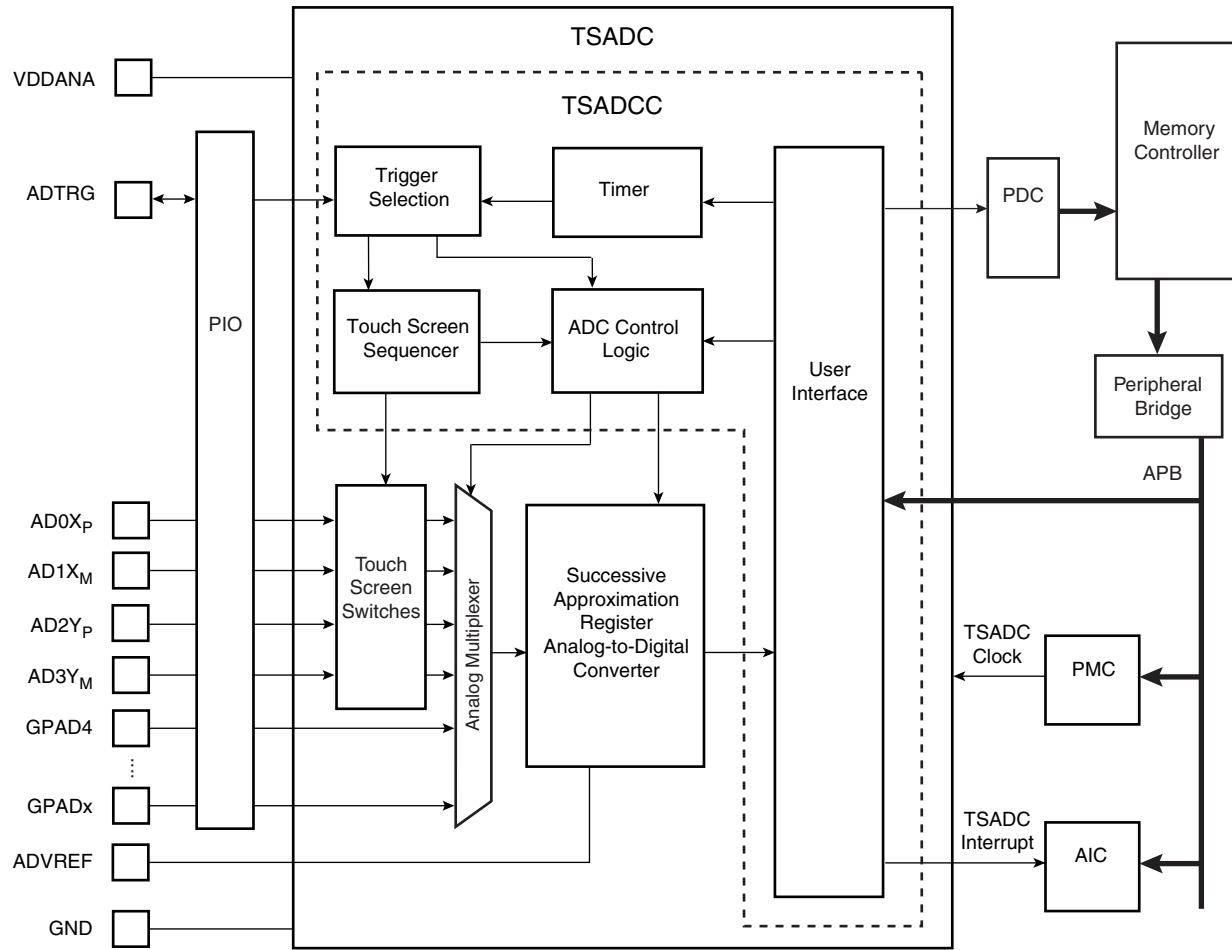 TSADC
VDDANA
TSADCC
Memory
Controller
Trigger
Selection
Timer
PDC
ADTRG
PIO
Touch Screen
Sequencer
ADC Control
Logic
User
Interface
Peripheral
Bridge
APB
AD0XP
AD1XM
AD2YP
AD3YM
GPAD4
GPADx
ADVREF
GND
Touch
Screen
Switches
Analog Multiplexer
Successive
Approximation
Register
Analog-to-Digital
Converter
TSADC
Clock
PMC
TSADC
Interrupt
AIC